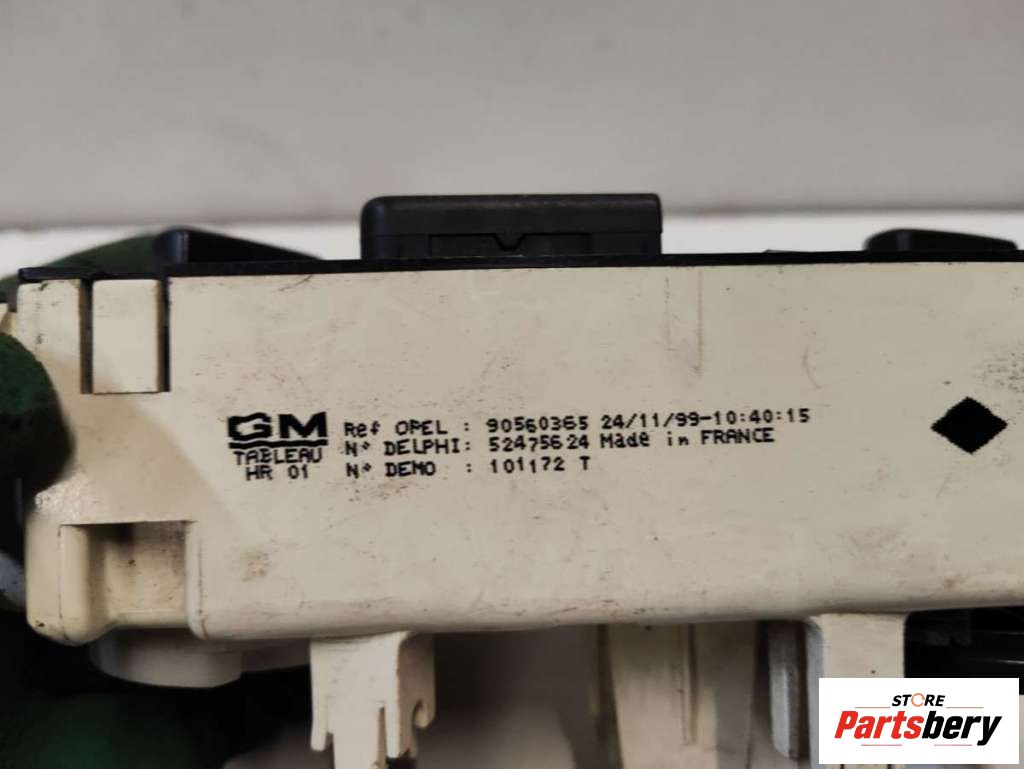 GM
TABLEAU
HR 01
Ref OPEL : 90560365 24/11/99-10:40:15
N° DELPHI: 52475624 Made in FRANCE
N° DEMO : 101172 T
STORE
Partsbery